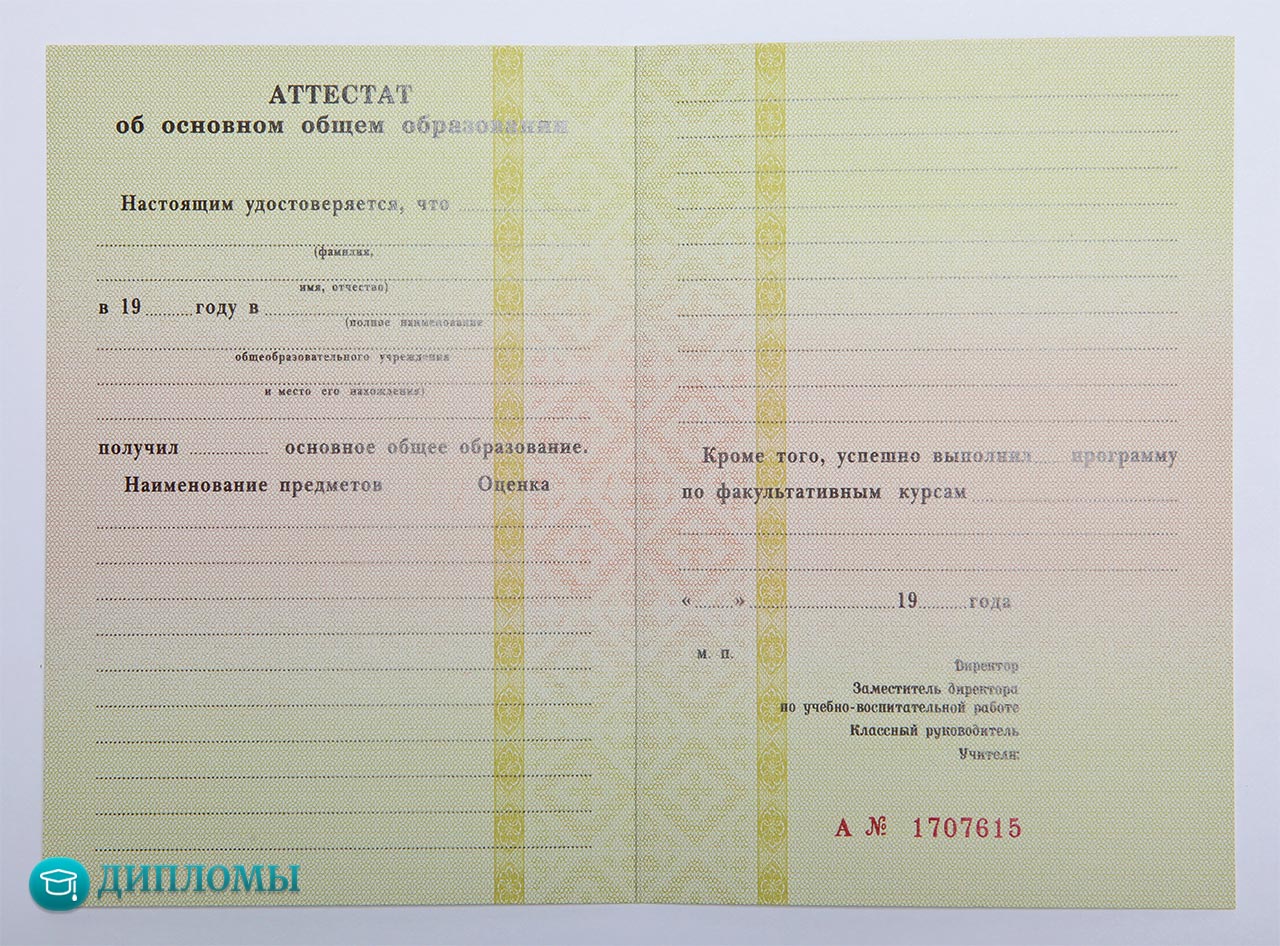 АТТЕСТАТ
об основном общем образовании
Настоящим удостоверяется, что
(фамилия,
имя, отчество)
в 19 году в
(полное наименование
общеобразовательного учреждения
и место его нахождения)
получил основное общее образование.
Наименование предметов Оценка
Кроме того, успешно выполнил программу
по факультативным курсам
« » 19 года
м. п.
Директор
Заместитель директора
по учебно-воспитательной работе
Классный руководитель
Учителя:
А № 1707615
ДИПЛОМЫ